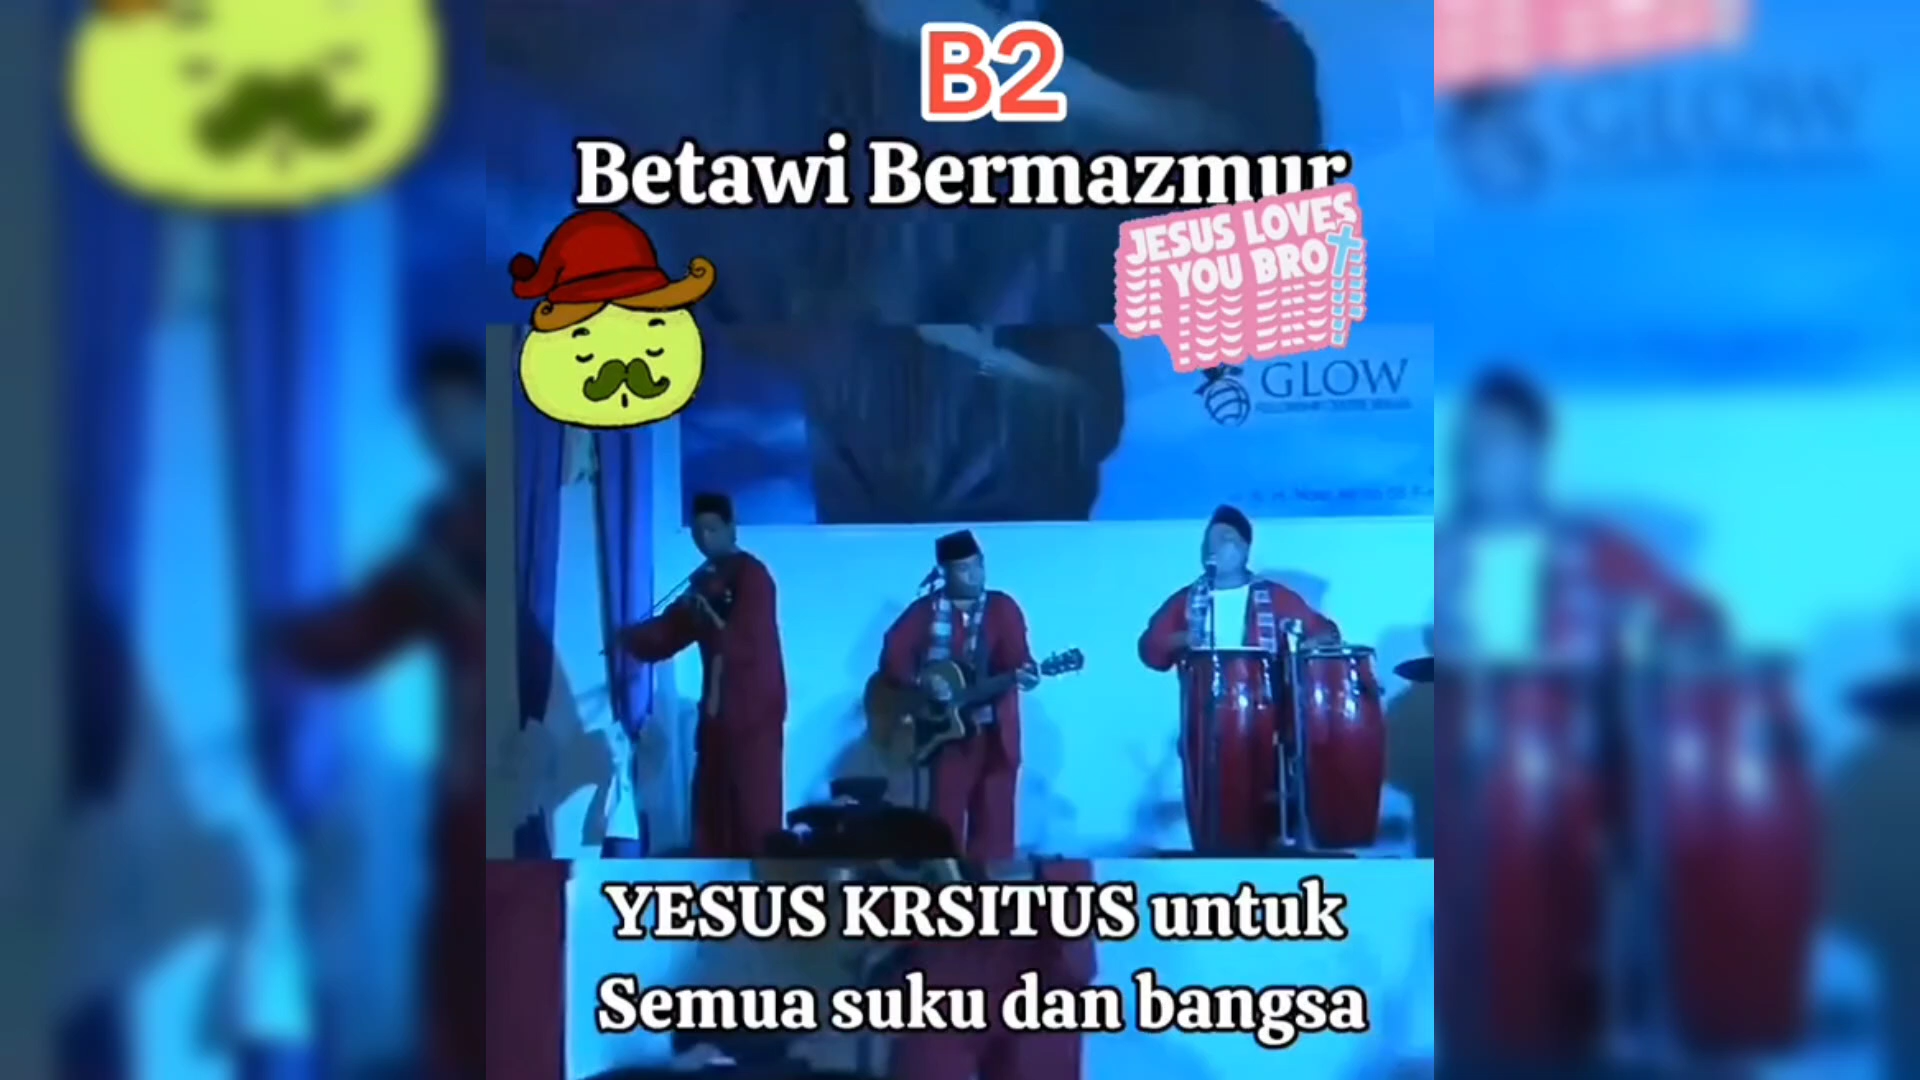 B2
Betawi Bermazmur
JESUS LOVES
YOU BRO
GLOW
YESUS KRSITUS untuk
Semua suku dan bangsa